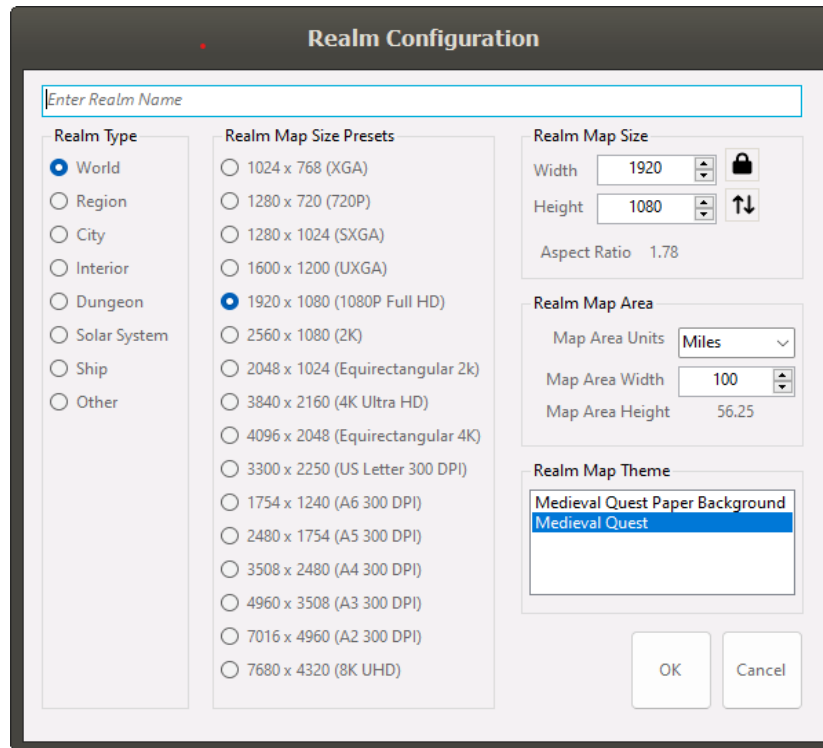 Realm Configuration
Enter Realm Name
Realm Type
World
Region
City
Interior
Dungeon
Solar System
Ship
Other
Realm Map Size Presets
1024 x 768 (XGA)
1280 x 720 (720P)
1280 x 1024 (SXGA)
1600 x 1200 (UXGA)
1920 x 1080 (1080P Full HD)
2560 x 1080 (2K)
2048 x 1024 (Equirectangular 2k)
3840 x 2160 (4K Ultra HD)
4096 x 2048 (Equirectangular 4K)
3300 x 2250 (US Letter 300 DPI)
1754 x 1240 (A6 300 DPI)
2480 x 1754 (A5 300 DPI)
3508 x 2480 (A4 300 DPI)
4960 x 3508 (A3 300 DPI)
7016 x 4960 (A2 300 DPI)
7680 x 4320 (8K UHD)
Realm Map Size
Width 1920
Height 1080
Aspect Ratio 1.78
Realm Map Area
Map Area Units Miles
Map Area Width 100
Map Area Height 56.25
Realm Map Theme
Medieval Quest Paper Background
Medieval Quest
OK Cancel